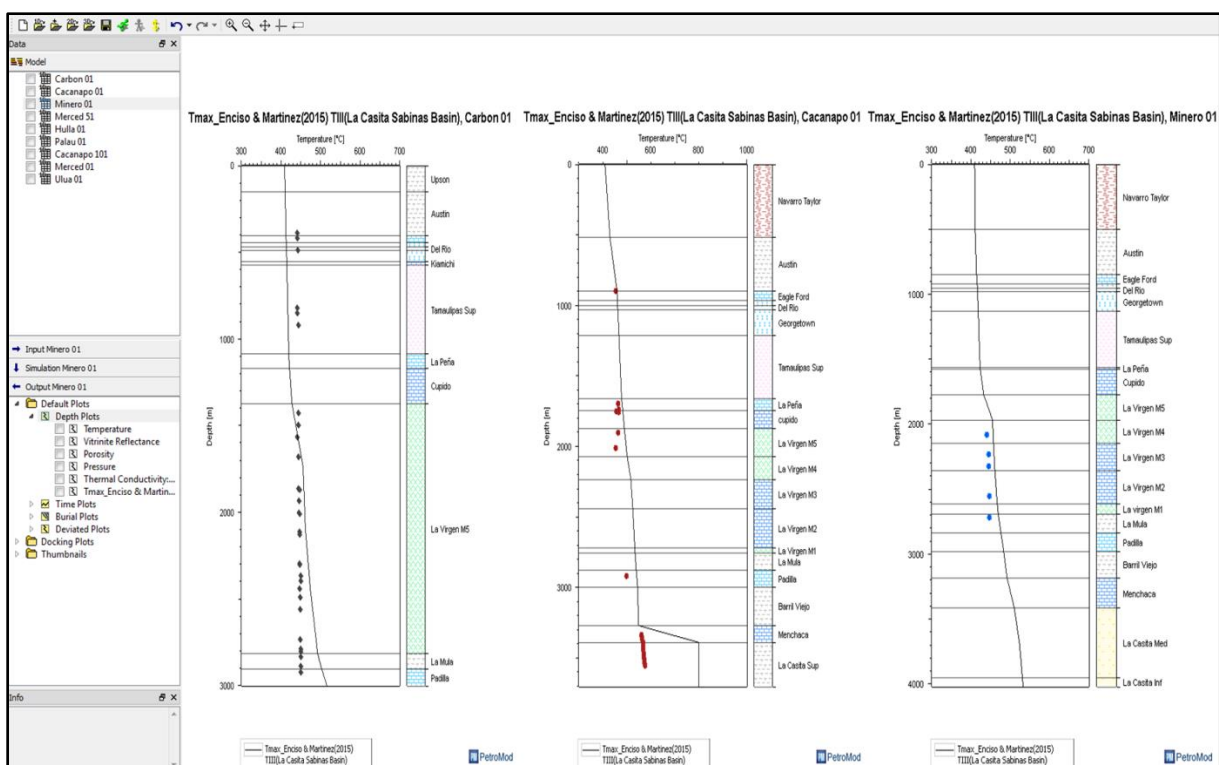 Data
Model
Carbon 01
Cacanapo 01
Minero 01
Merced 51
Hulla 01
Palau 01
Cacanapo 101
Merced 01
Ulua 01
Input Minero 01
Simulation Minero 01
Output Minero 01
Default Plots
Depth Plots
Temperature
Vitrinite Reflectance
Porosity
Pressure
Thermal Conductivity:...
Tmax_Enciso & Martin...
Time Plots
Burial Plots
Deviated Plots
Docking Plots
Thumbnails
Info
Tmax_Enciso & Martinez(2015) TIII(La Casita Sabinas Basin), Carbon 01
Temperature [°C]
300 400 500 600 700
Depth [m]
0
1000
2000
3000
Upson
Austin
Del Rio
Kiamichi
Tamaulipas Sup
La Peña
Cupido
La Virgen M5
La Mula
Padilla
Tmax_Enciso & Martinez(2015)
TIII(La Casita Sabinas Basin)
PetroMod
Tmax_Enciso & Martinez(2015) TIII(La Casita Sabinas Basin), Cacanapo 01
Temperature [°C]
300 400 600 800 1000
Depth [m]
0
1000
2000
3000
Navarro Taylor
Austin
Eagle Ford
Del Rio
Georgetown
Tamaulipas Sup
La Peña
cupido
La Virgen M5
La Virgen M4
La Virgen M3
La Virgen M2
La Virgen M1
La Mula
Padilla
Barril Viejo
Menchaca
La Casita Sup
Tmax_Enciso & Martinez(2015)
TIII(La Casita Sabinas Basin)
PetroMod
Tmax_Enciso & Martinez(2015) TIII(La Casita Sabinas Basin), Minero 01
Temperature [°C]
300 400 500 600 700
Depth [m]
0
1000
2000
3000
4000
Navarro Taylor
Austin
Eagle Ford
Del Rio
Georgetown
Tamaulipas Sup
La Peña
Cupido
La Virgen M5
La Virgen M4
La Virgen M3
La Virgen M2
La virgen M1
La Mula
Padilla
Barril Viejo
Menchaca
La Casita Med
La Casita Inf
Tmax_Enciso & Martinez(2015)
TIII(La Casita Sabinas Basin)
PetroMod